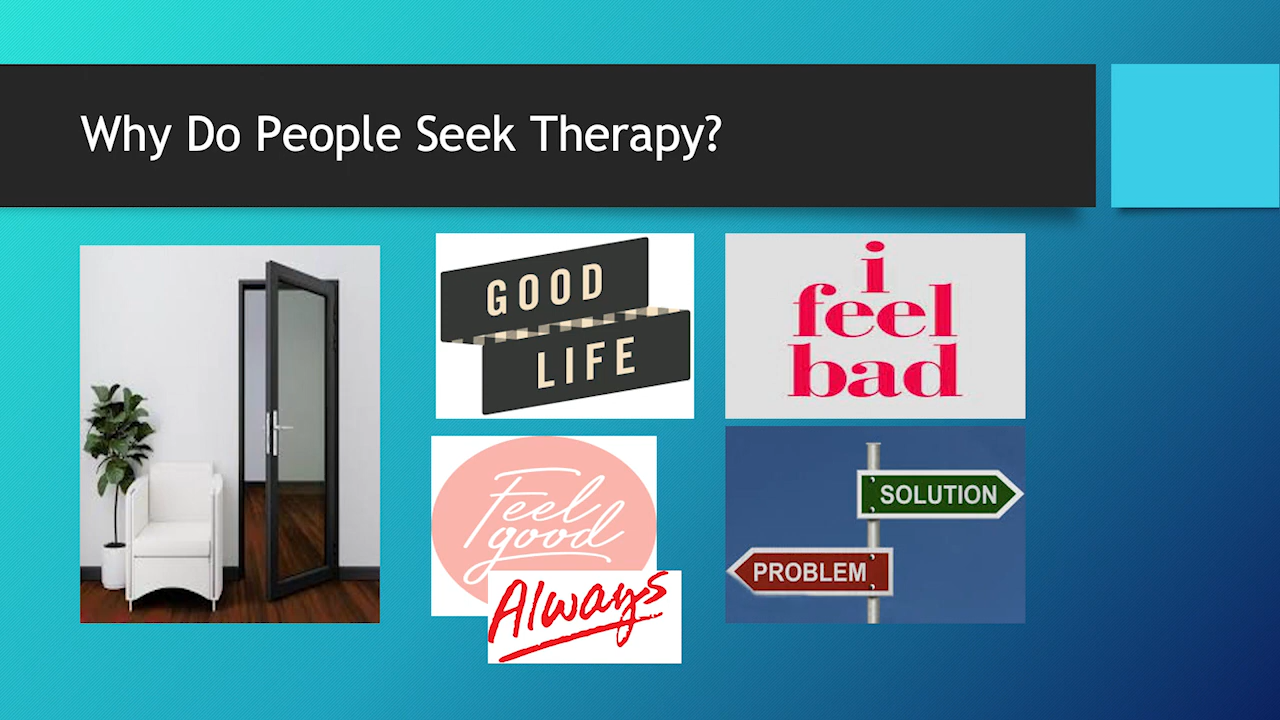 Why Do People Seek Therapy?
GOOD
LIFE
i
feel
bad
Feel
good
Always
SOLUTION
PROBLEM